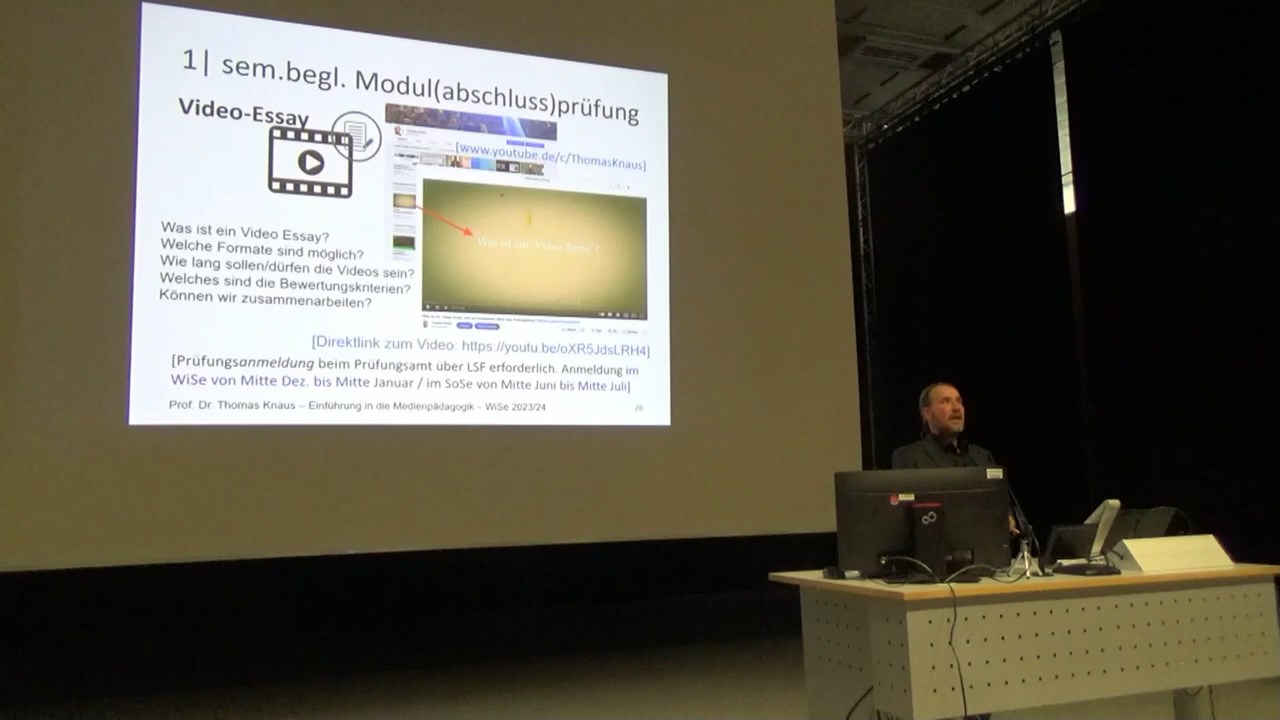 1| sem.begl. Modul(abschluss)prüfung
Video-Essay
[www.youtube.de/c/ThomasKnaus]
Was ist ein "Video Essay"?
Was ist ein Video Essay?
Welche Formate sind möglich?
Wie lang sollen/dürfen die Videos sein?
Welches sind die Bewertungskriterien?
Können wir zusammenarbeiten?
[Direktlink zum Video: https://youtu.be/oXR5JdsLRH4]
[Prüfungsanmeldung beim Prüfungsamt über LSF erforderlich. Anmeldung im
WiSe von Mitte Dez. bis Mitte Januar / im SoSe von Mitte Juni bis Mitte Juli]
Prof. Dr. Thomas Knaus – Einführung in die Medienpädagogik – WiSe 2023/24